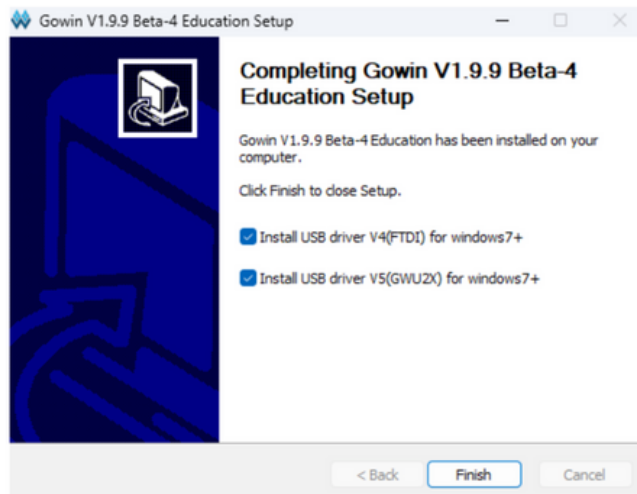 Gowin V1.9.9 Beta-4 Education Setup
Completing Gowin V1.9.9 Beta-4
Education Setup
Gowin V1.9.9 Beta-4 Education has been installed on your
computer.
Click Finish to close Setup.
Install USB driver V4(FTDI) for windows7+
Install USB driver V5(GWU2X) for windows7+
< Back
Finish
Cancel